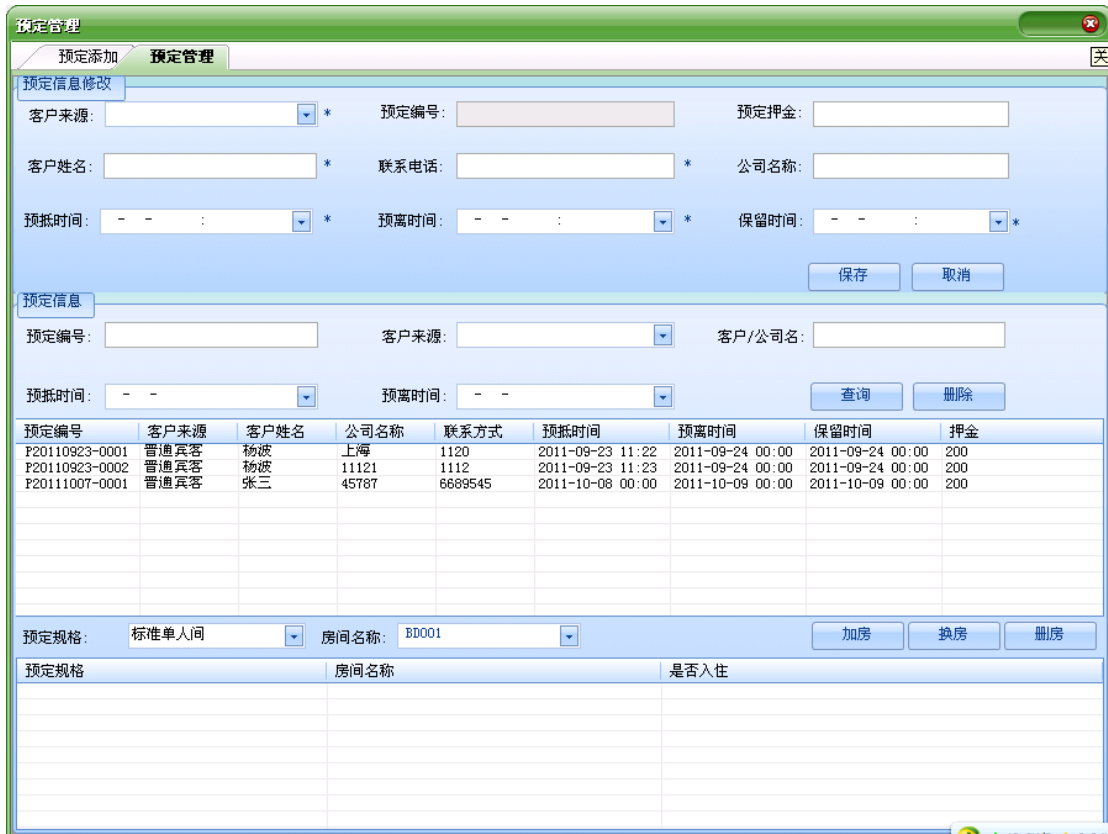 预定管理
预定添加 预定管理 关
预定信息修改
客户来源: * 预定编号: 预定押金:
客户姓名: * 联系电话: * 公司名称:
预抵时间: - - : * 预离时间: - - : * 保留时间: - - : *
保存 取消
预定信息
预定编号: 客户来源: 客户/公司名:
预抵时间: - - 预离时间: - - 查询 删除
预定编号 客户来源 客户姓名 公司名称 联系方式 预抵时间 预离时间 保留时间 押金
P20110923-0001 普通宾客 杨波 上海 1120 2011-09-23 11:22 2011-09-24 00:00 2011-09-24 00:00 200
P20110923-0002 普通宾客 杨波 11121 1112 2011-09-23 11:23 2011-09-24 00:00 2011-09-24 00:00 200
P20111007-0001 普通宾客 张三 45787 6689545 2011-10-08 00:00 2011-10-09 00:00 2011-10-09 00:00 200
预定规格: 标准单人间 房间名称: BD001 加房 换房 删房
预定规格 房间名称 是否入住